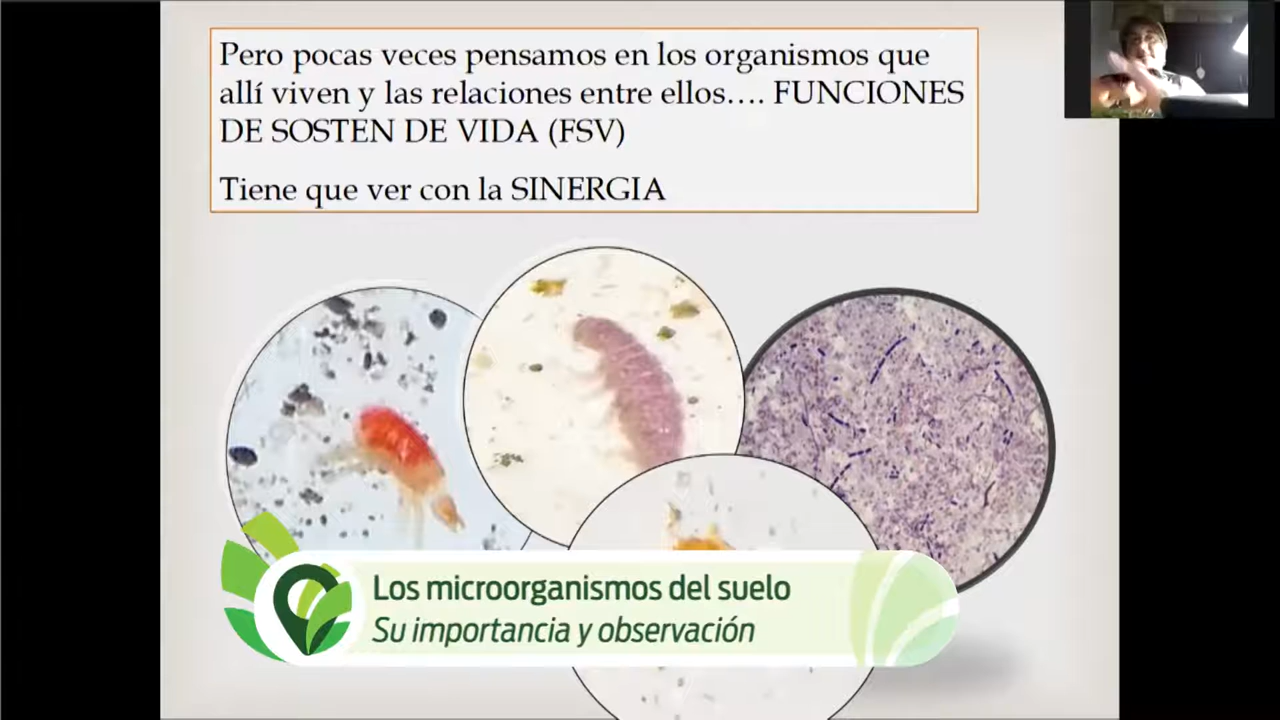 Pero pocas veces pensamos en los organismos que
allí viven y las relaciones entre ellos…. FUNCIONES
DE SOSTEN DE VIDA (FSV)
Tiene que ver con la SINERGIA
Los microorganismos del suelo
Su importancia y observación